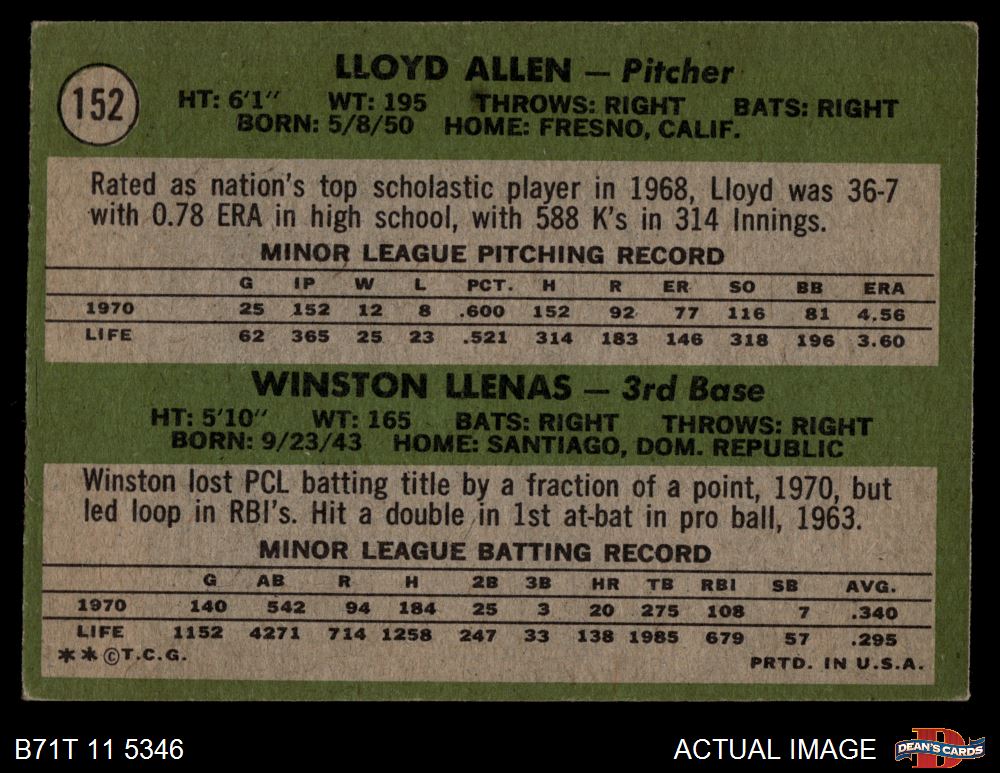 152
LLOYD ALLEN — Pitcher
HT: 6'1" WT: 195 THROWS: RIGHT BATS: RIGHT
BORN: 5/8/50 HOME: FRESNO, CALIF.
Rated as nation's top scholastic player in 1968, Lloyd was 36-7
with 0.78 ERA in high school, with 588 K's in 314 Innings.
MINOR LEAGUE PITCHING RECORD
G IP W L PCT. H R ER SO BB ERA
1970 25 152 12 8 .600 152 92 77 116 81 4.56
LIFE 62 365 25 23 .521 314 183 146 318 196 3.60
WINSTON LLENAS — 3rd Base
HT: 5'10" WT: 165 BATS: RIGHT THROWS: RIGHT
BORN: 9/23/43 HOME: SANTIAGO, DOM. REPUBLIC
Winston lost PCL batting title by a fraction of a point, 1970, but
led loop in RBI's. Hit a double in 1st at-bat in pro ball, 1963.
MINOR LEAGUE BATTING RECORD
G AB R H 2B 3B HR TB RBI SB AVG.
1970 140 542 94 184 25 3 20 275 108 7 .340
LIFE 1152 4271 714 1258 247 33 138 1985 679 57 .295
**©T.C.G. PRTD. IN U.S.A.
B71T 11 5346 ACTUAL IMAGE D DEAN'S CARDS